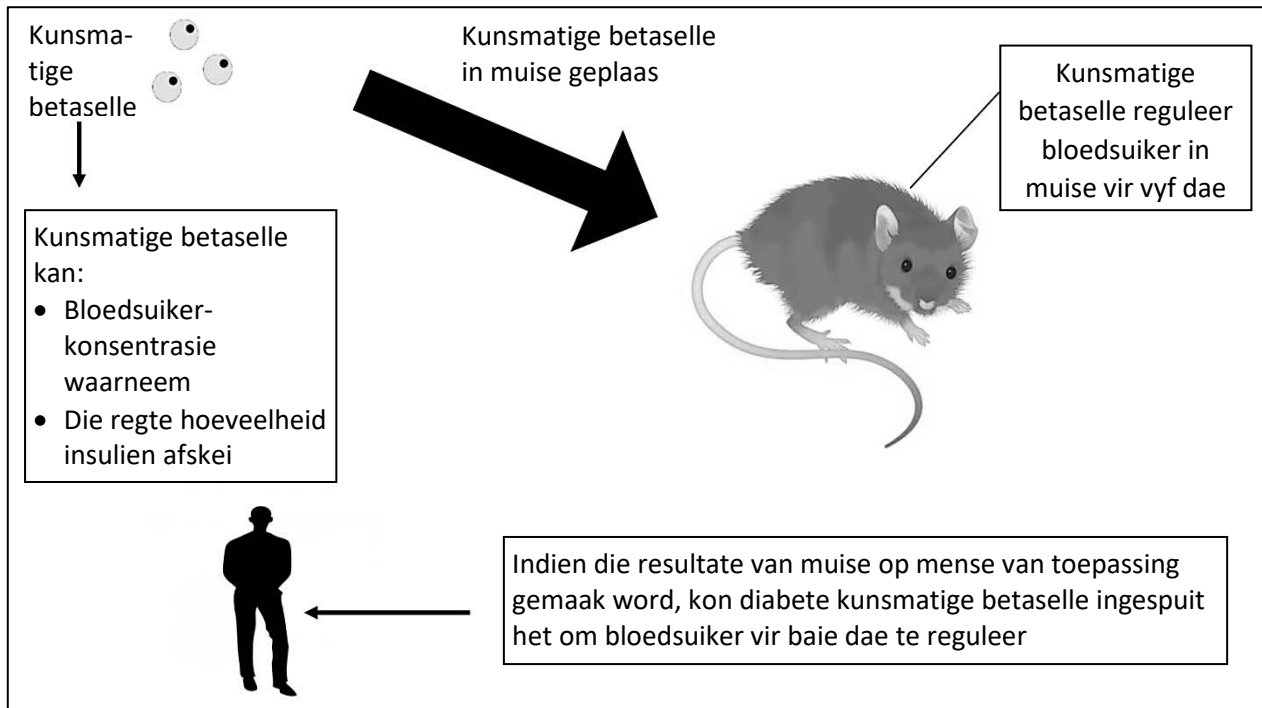 Kunsma-
tige
betaselle
Kunsmatige betaselle
in muise geplaas
Kunsmatige
betaselle reguleer
bloedsuiker in
muise vir vyf dae
Kunsmatige betaselle
kan:
• Bloedsuiker-
konsentrasie
waarneem
• Die regte hoeveelheid
insulien afskei
Indien die resultate van muise op mense van toepassing
gemaak word, kon diabete kunsmatige betaselle ingespuit
het om bloedsuiker vir baie dae te reguleer